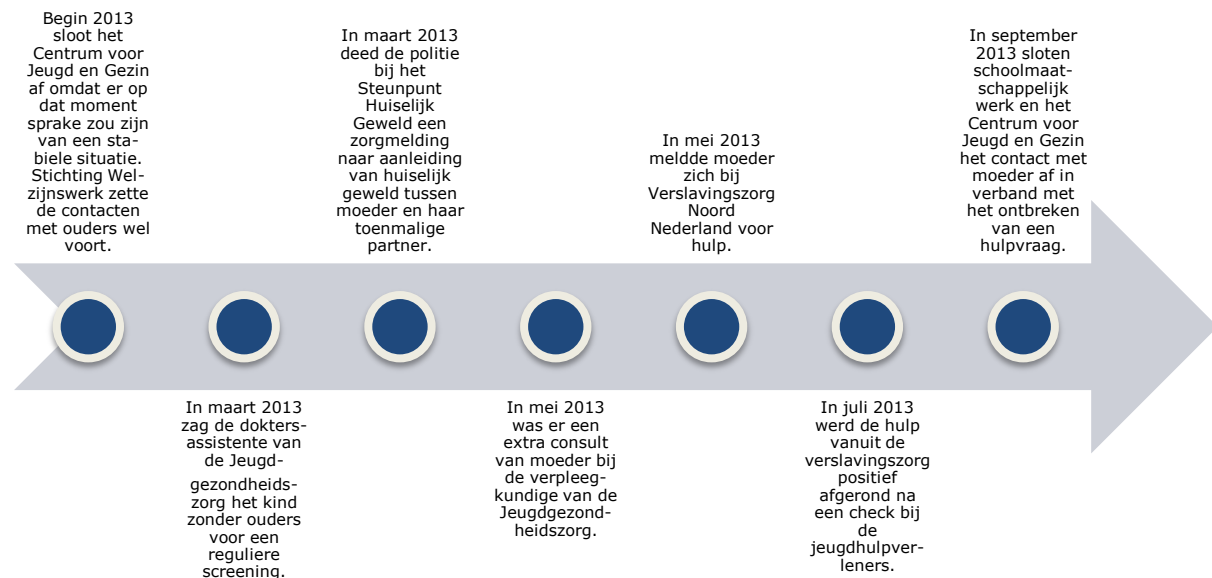 Begin 2013
sloot het
Centrum voor
Jeugd en Gezin
af omdat er op
dat moment
sprake zou zijn
van een sta-
biele situatie.
Stichting Wel-
zijnswerk zette
de contacten
met ouders wel
voort.
In maart 2013
zag de dokters-
assistente van
de Jeugd-
gezondheids-
zorg het kind
zonder ouders
voor een
reguliere
screening.
In maart 2013
deed de politie
bij het
Steunpunt
Huiselijk
Geweld een
zorgmelding
naar aanleiding
van huiselijk
geweld tussen
moeder en haar
toenmalige
partner.
In mei 2013
was er een
extra consult
van moeder bij
de verpleeg-
kundige van de
Jeugdgezond-
heidszorg.
In mei 2013
meldde moeder
zich bij
Verslavingszorg
Noord
Nederland voor
hulp.
In juli 2013
werd de hulp
vanuit de
verslavingszorg
positief
afgerond na
een check bij
de
jeugdhulpver-
leners.
In september
2013 sloten
schoolmaat-
schappelijk
werk en het
Centrum voor
Jeugd en Gezin
het contact met
moeder af in
verband met
het ontbreken
van een
hulpvraag.